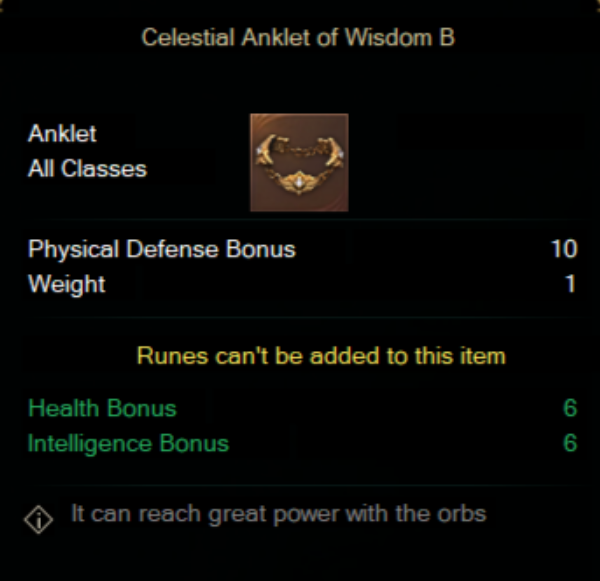 Celestial Anklet of Wisdom B
Anklet
All Classes
Physical Defense Bonus 10
Weight 1
Runes can't be added to this item
Health Bonus 6
Intelligence Bonus 6
It can reach great power with the orbs